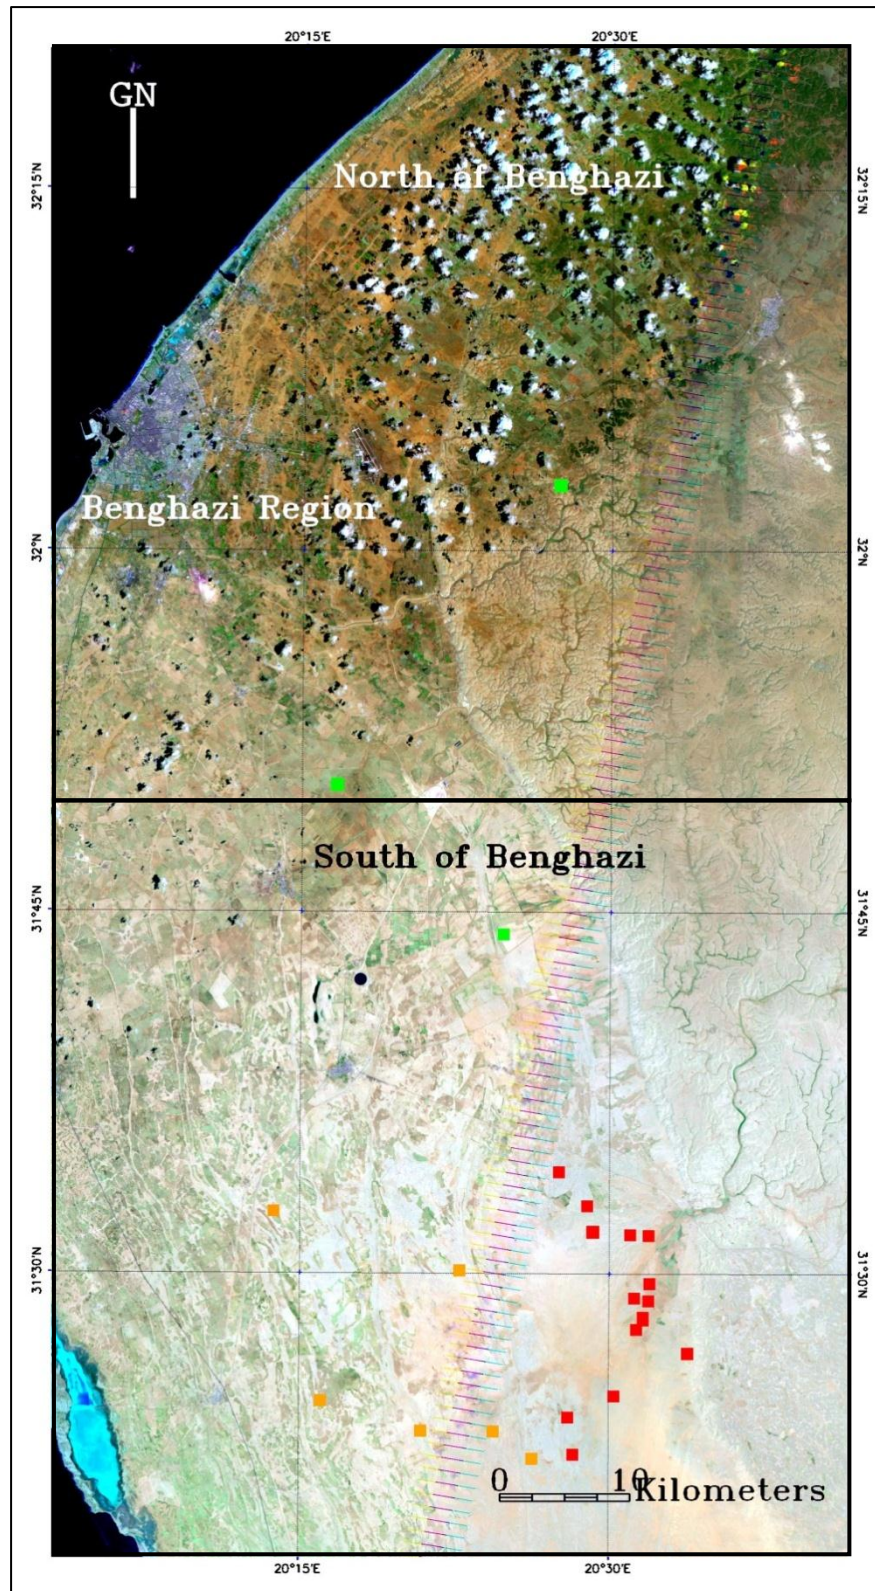 20°15'E 20°30'E
GN
32°15'N 32°15'N
North of Benghazi
Benghazi Region
32°N 32°N
South of Benghazi
31°45'N 31°45'N
31°30'N 31°30'N
0 10 Kilometers
20°15'E 20°30'E